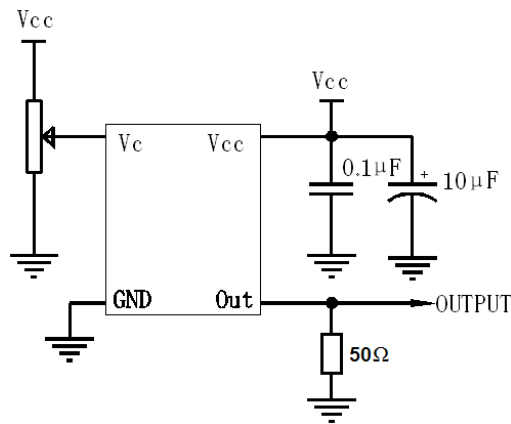 Vcc
Vcc
Vc
Vcc
0.1μF
+
10μF
GND
Out
OUTPUT
50Ω